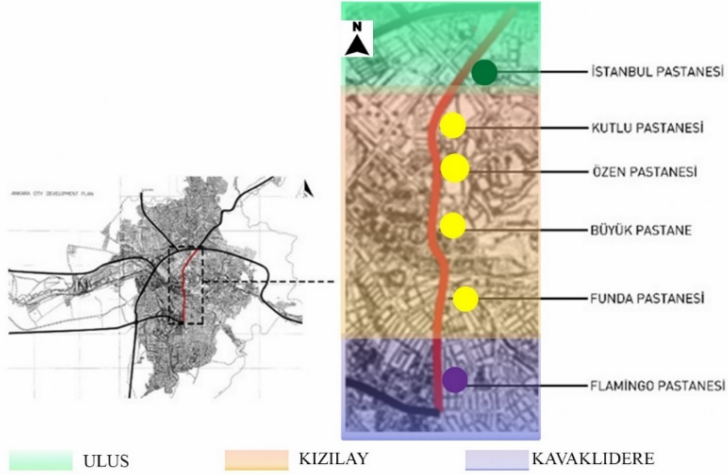 N
İSTANBUL PASTANESİ
KUTLU PASTANESİ
ÖZEN PASTANESİ
BÜYÜK PASTANE
FUNDA PASTANESİ
FLAMİNGO PASTANESİ
ANKARA CITY DEVELOPMENT PLAN
ULUS
KIZILAY
KAVAKLIDERE